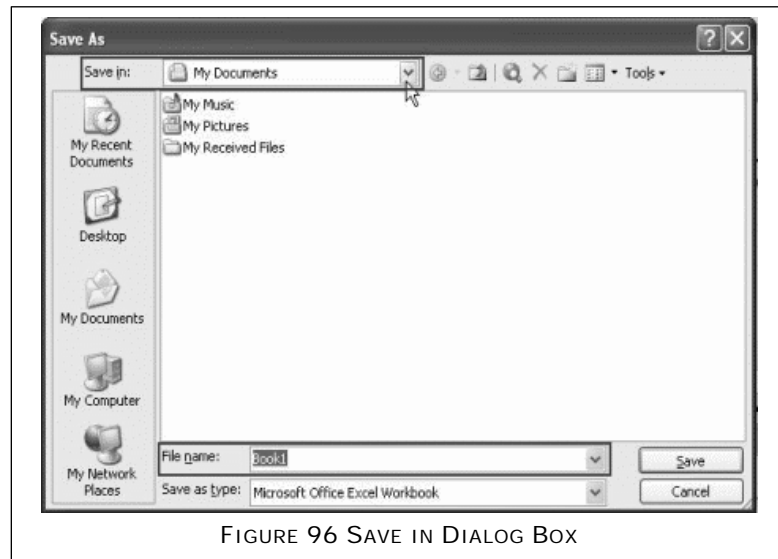 Save As
Save in: My Documents Tools
My Music
My Pictures
My Received Files
My Recent
Documents
Desktop
My Documents
My Computer
My Network
Places
File name: Book1 Save
Save as type: Microsoft Office Excel Workbook Cancel
FIGURE 96 SAVE IN DIALOG BOX